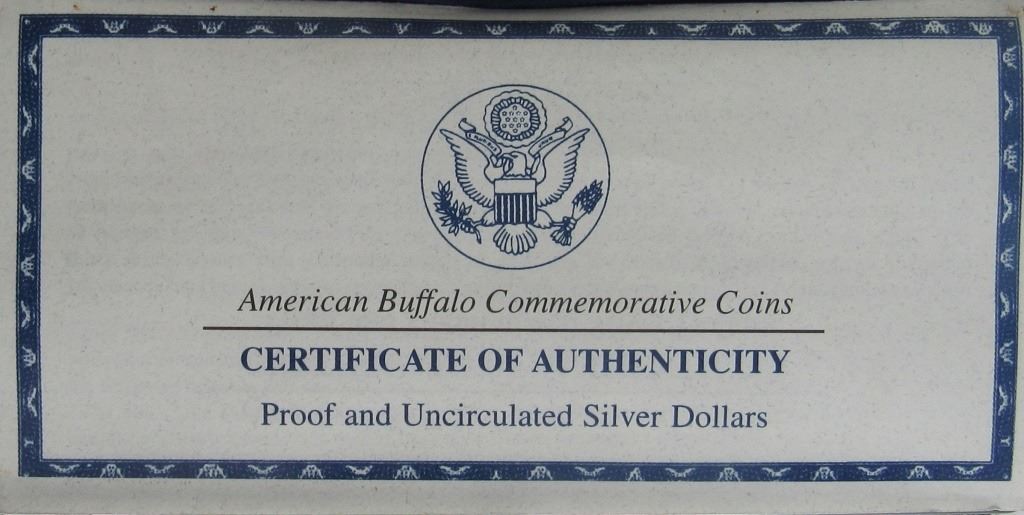 American Buffalo Commemorative Coins
CERTIFICATE OF AUTHENTICITY
Proof and Uncirculated Silver Dollars